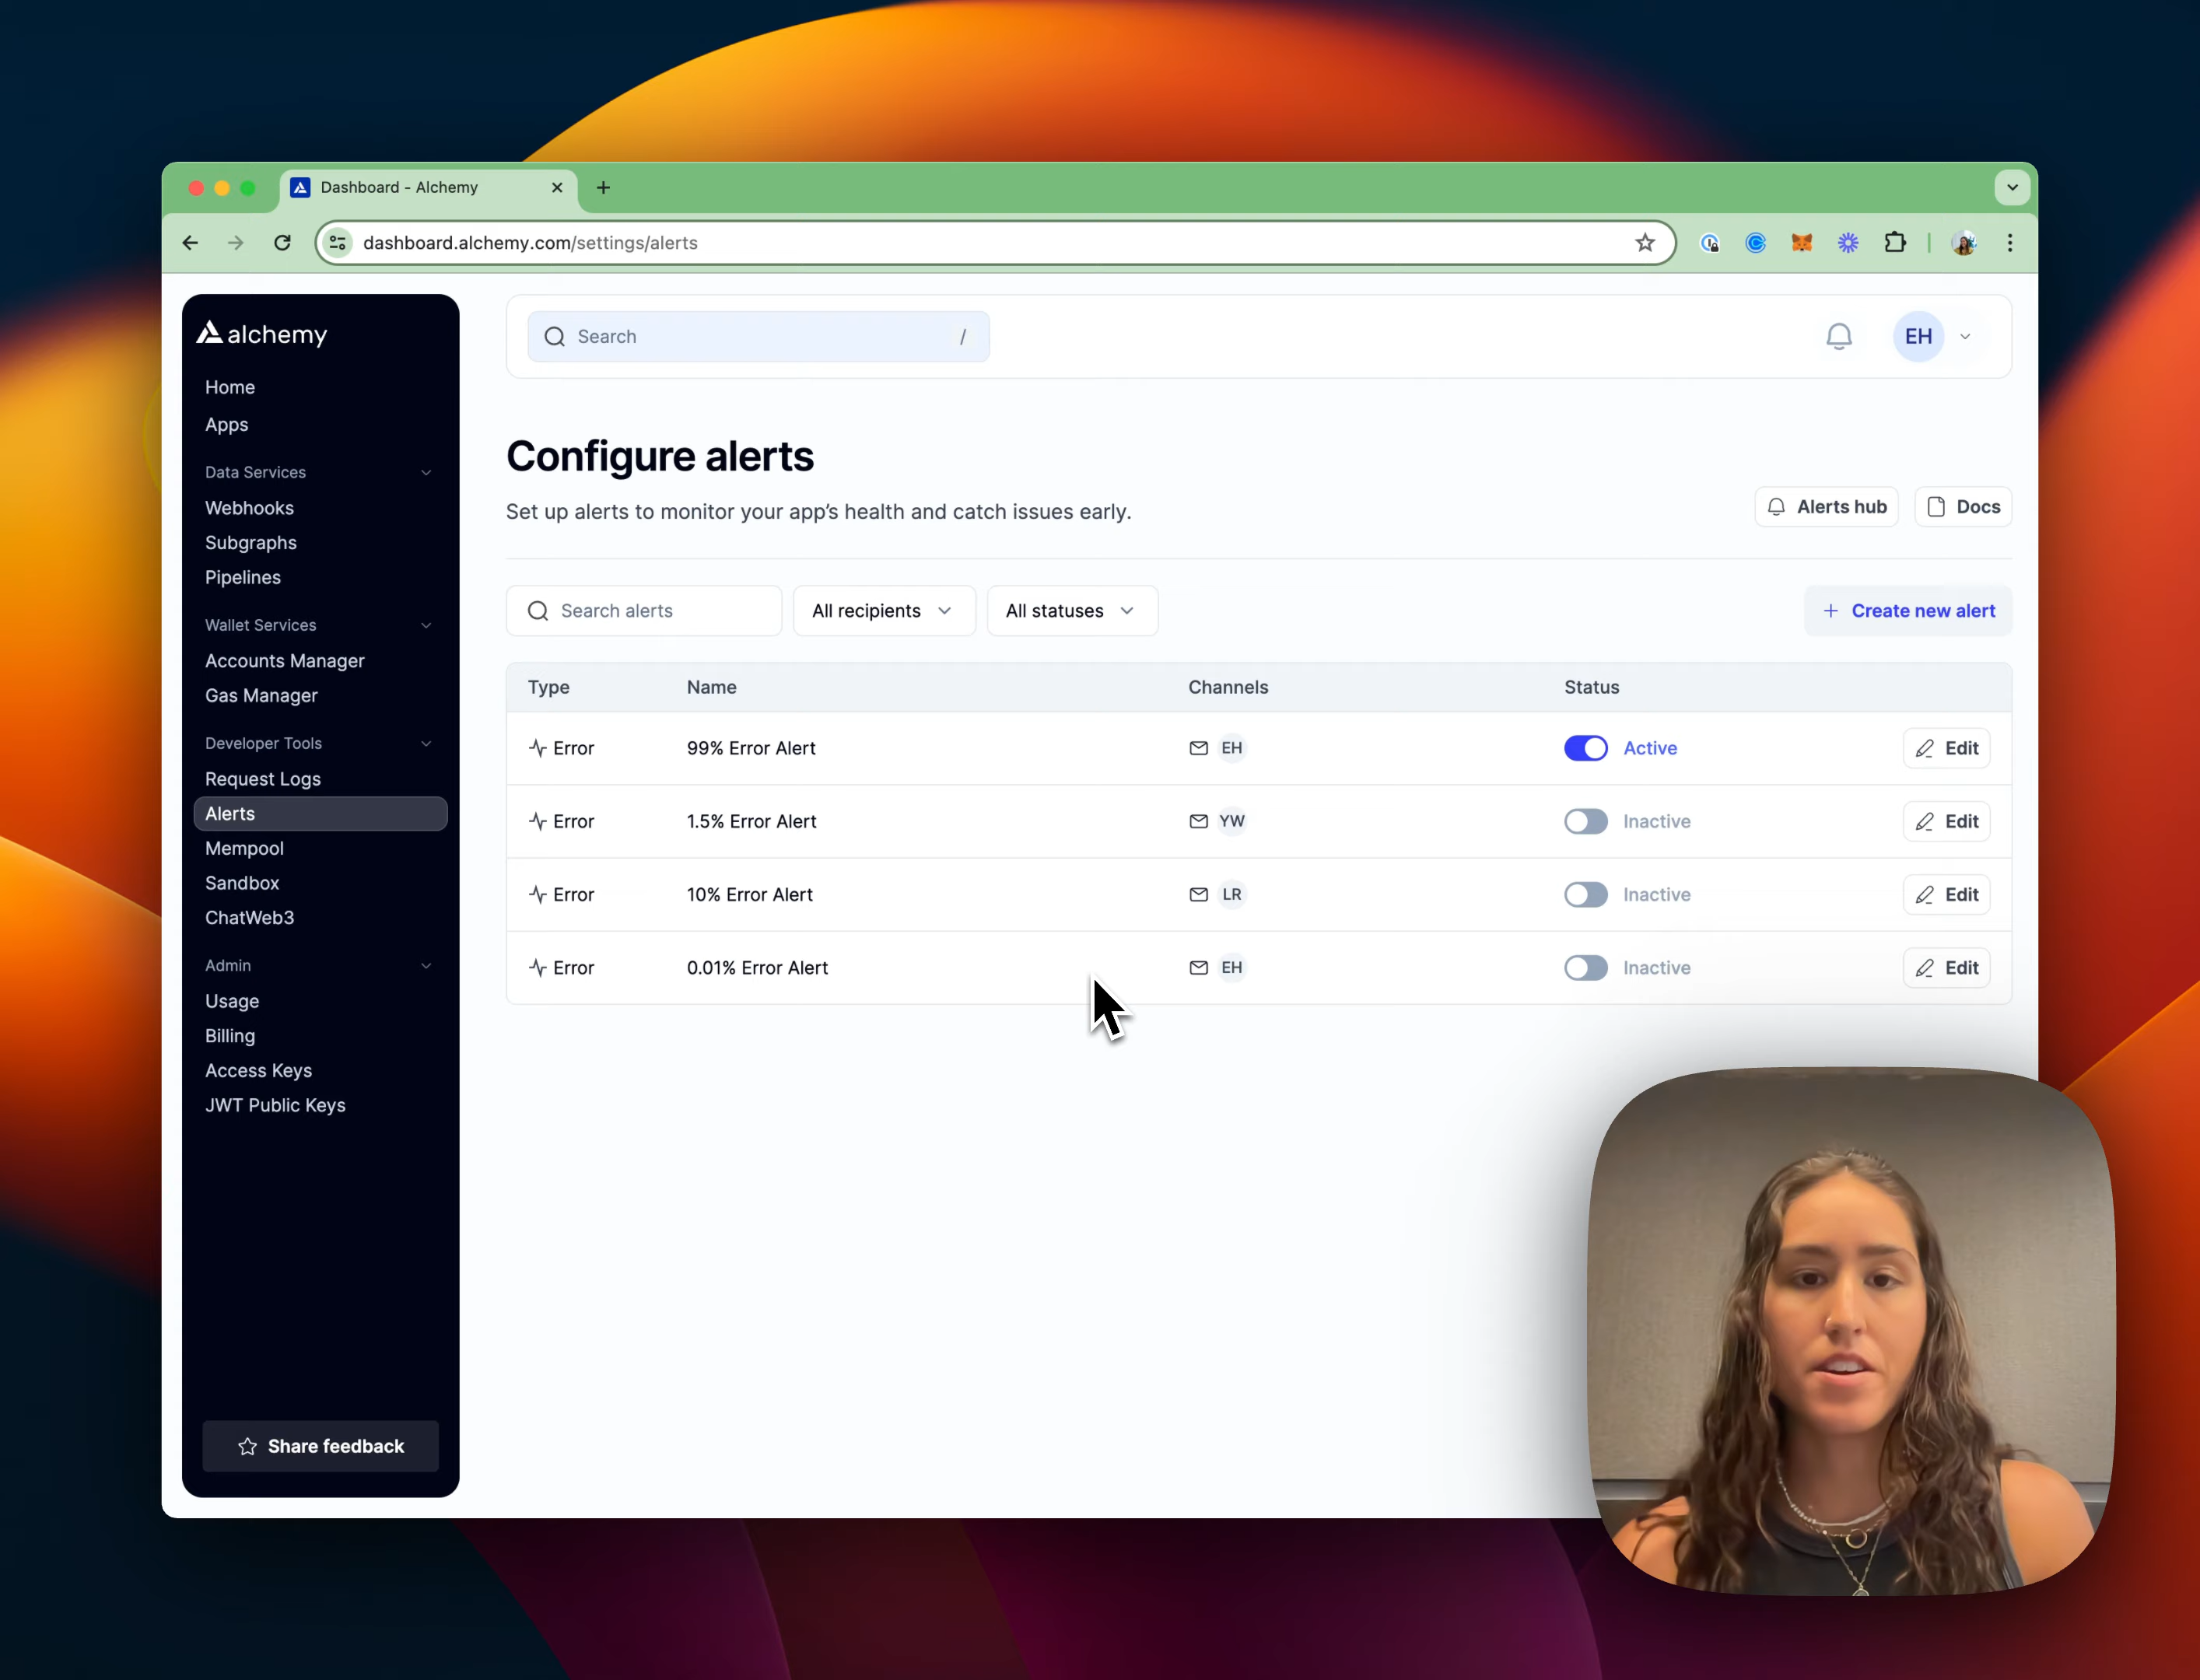 Dashboard - Alchemy
dashboard.alchemy.com/settings/alerts
alchemy
Home
Apps
Data Services
Webhooks
Subgraphs
Pipelines
Wallet Services
Accounts Manager
Gas Manager
Developer Tools
Request Logs
Alerts
Mempool
Sandbox
ChatWeb3
Admin
Usage
Billing
Access Keys
JWT Public Keys
Share feedback
Search /
EH
Configure alerts
Set up alerts to monitor your app's health and catch issues early.
Alerts hub
Docs
Search alerts
All recipients
All statuses
+ Create new alert
Type Name Channels Status
Error 99% Error Alert EH Active Edit
Error 1.5% Error Alert YW Inactive Edit
Error 10% Error Alert LR Inactive Edit
Error 0.01% Error Alert EH Inactive Edit